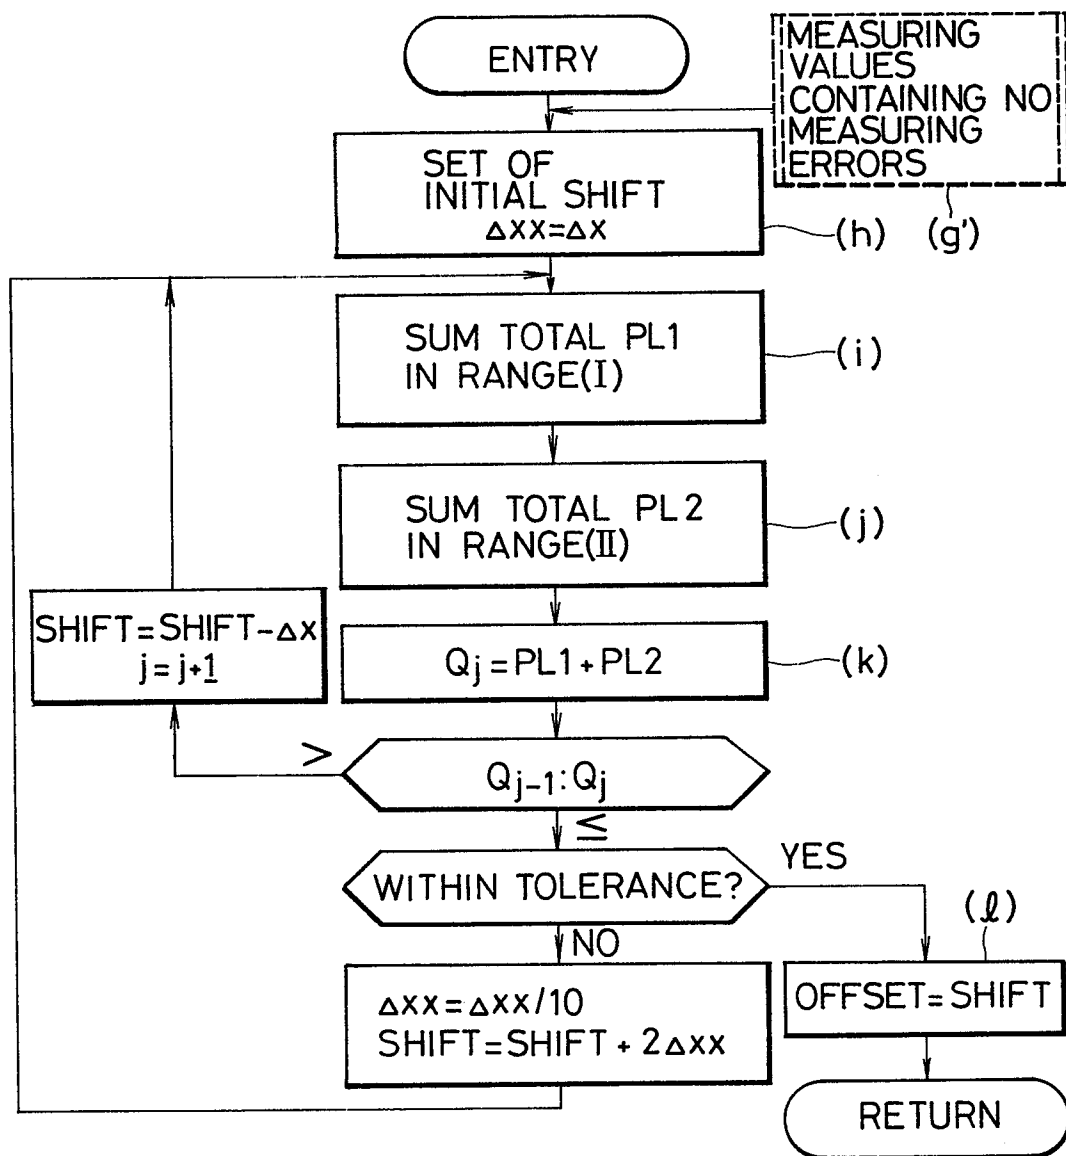 ENTRY
MEASURING
VALUES
CONTAINING NO
MEASURING
ERRORS
(g')
SET OF
INITIAL SHIFT
Δxx=Δx
(h)
SUM TOTAL PL1
IN RANGE(I)
(i)
SUM TOTAL PL2
IN RANGE(II)
(j)
SHIFT=SHIFT-Δx
j=j+1
Qj=PL1+PL2
(k)
>
Qj-1:Qj
≤
WITHIN TOLERANCE?
YES
NO
(ℓ)
Δxx=Δxx/10
SHIFT=SHIFT+2Δxx
OFFSET=SHIFT
RETURN